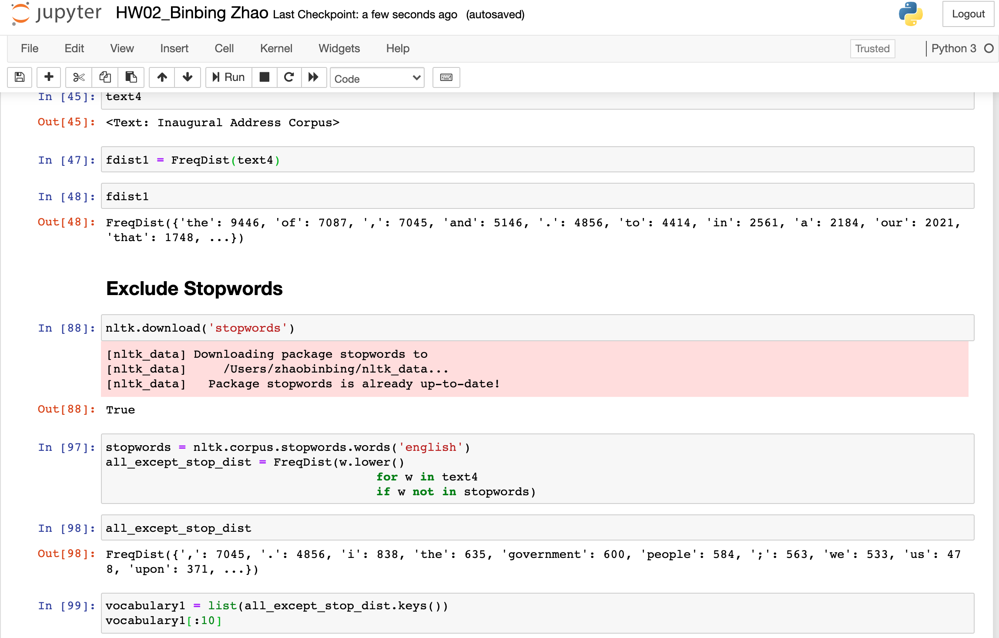 jupyter HW02_Binbing Zhao Last Checkpoint: a few seconds ago (autosaved) Logout
File Edit View Insert Cell Kernel Widgets Help Trusted Python 3
Run Code
In [45]: text4
Out[45]: <Text: Inaugural Address Corpus>
In [47]: fdist1 = FreqDist(text4)
In [48]: fdist1
Out[48]: FreqDist({'the': 9446, 'of': 7087, ',': 7045, 'and': 5146, '.': 4856, 'to': 4414, 'in': 2561, 'a': 2184, 'our': 2021,
'that': 1748, ...})
Exclude Stopwords
In [88]: nltk.download('stopwords')
[nltk_data] Downloading package stopwords to
[nltk_data]     /Users/zhaobinbing/nltk_data...
[nltk_data]   Package stopwords is already up-to-date!
Out[88]: True
In [97]: stopwords = nltk.corpus.stopwords.words('english')
all_except_stop_dist = FreqDist(w.lower()
for w in text4
if w not in stopwords)
In [98]: all_except_stop_dist
Out[98]: FreqDist({',': 7045, '.': 4856, 'i': 838, 'the': 635, 'government': 600, 'people': 584, ';': 563, 'we': 533, 'us': 47
8, 'upon': 371, ...})
In [99]: vocabulary1 = list(all_except_stop_dist.keys())
vocabulary1[:10]